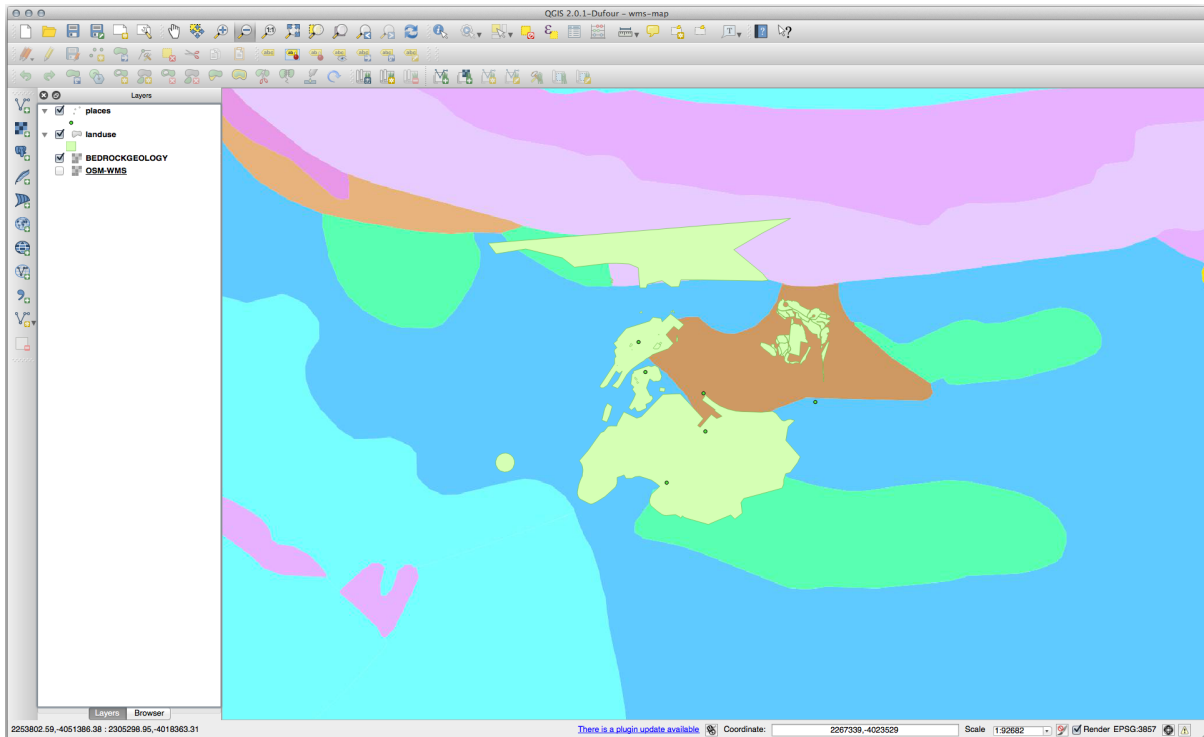 QGIS 2.0.1-Dufour - wms-map
Layers
places
landuse
BEDROCKGEOLOGY
OSM-WMS
Layers Browser
2253802.59,-4051386.38 : 2305298.95,-4018363.31 There is a plugin update available Coordinate: 2267339,-4023529 Scale 1:92682 Render EPSG:3857